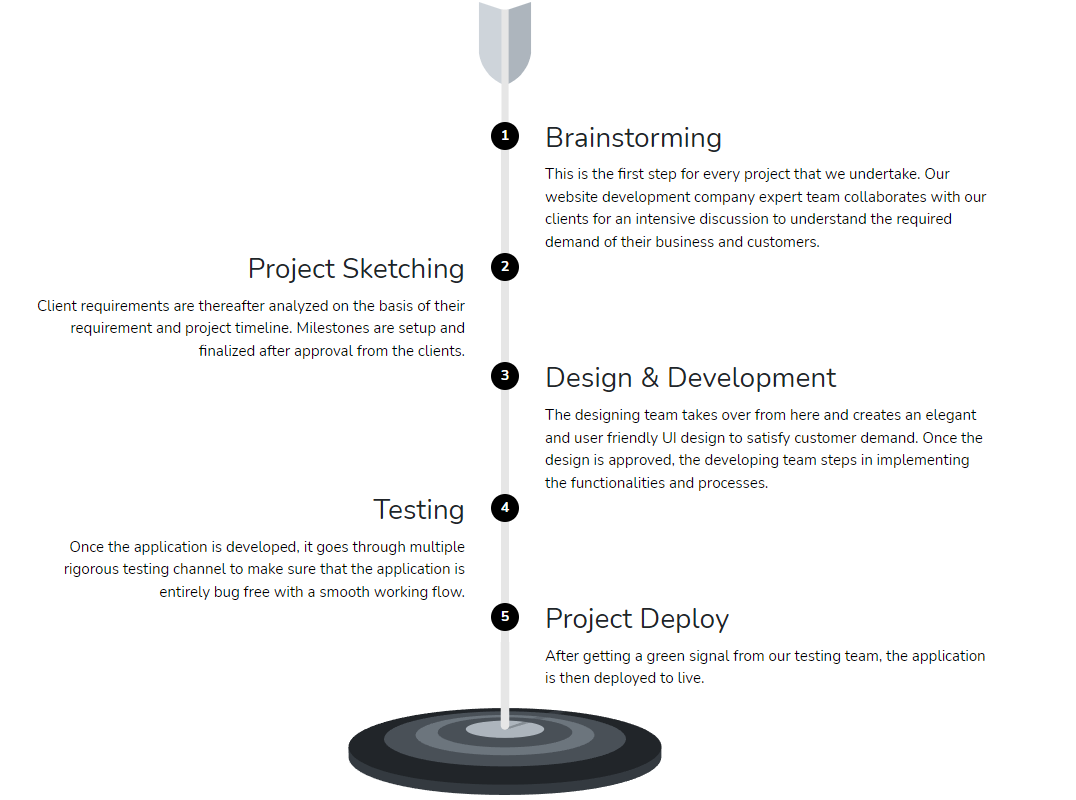 1
Brainstorming
This is the first step for every project that we undertake. Our
website development company expert team collaborates with our
clients for an intensive discussion to understand the required
demand of their business and customers.
Project Sketching
2
Client requirements are thereafter analyzed on the basis of their
requirement and project timeline. Milestones are setup and
finalized after approval from the clients.
3
Design & Development
The designing team takes over from here and creates an elegant
and user friendly UI design to satisfy customer demand. Once the
design is approved, the developing team steps in implementing
the functionalities and processes.
Testing
4
Once the application is developed, it goes through multiple
rigorous testing channel to make sure that the application is
entirely bug free with a smooth working flow.
5
Project Deploy
After getting a green signal from our testing team, the application
is then deployed to live.